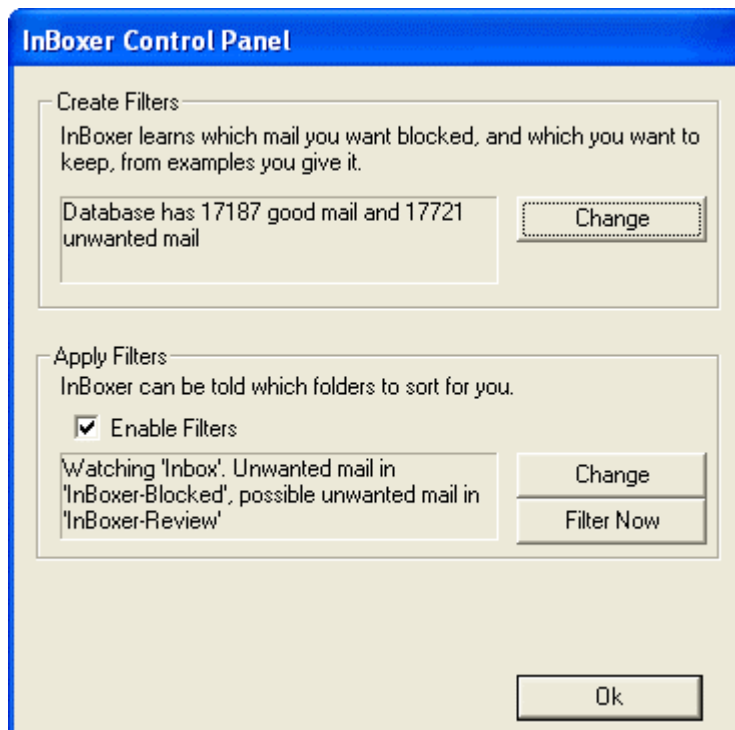 InBoxer Control Panel
Create Filters
InBoxer learns which mail you want blocked, and which you want to
keep, from examples you give it.
Database has 17187 good mail and 17721
unwanted mail
Change
Apply Filters
InBoxer can be told which folders to sort for you.
Enable Filters
Watching 'Inbox'. Unwanted mail in
'InBoxer-Blocked', possible unwanted mail in
'InBoxer-Review'
Change
Filter Now
Ok